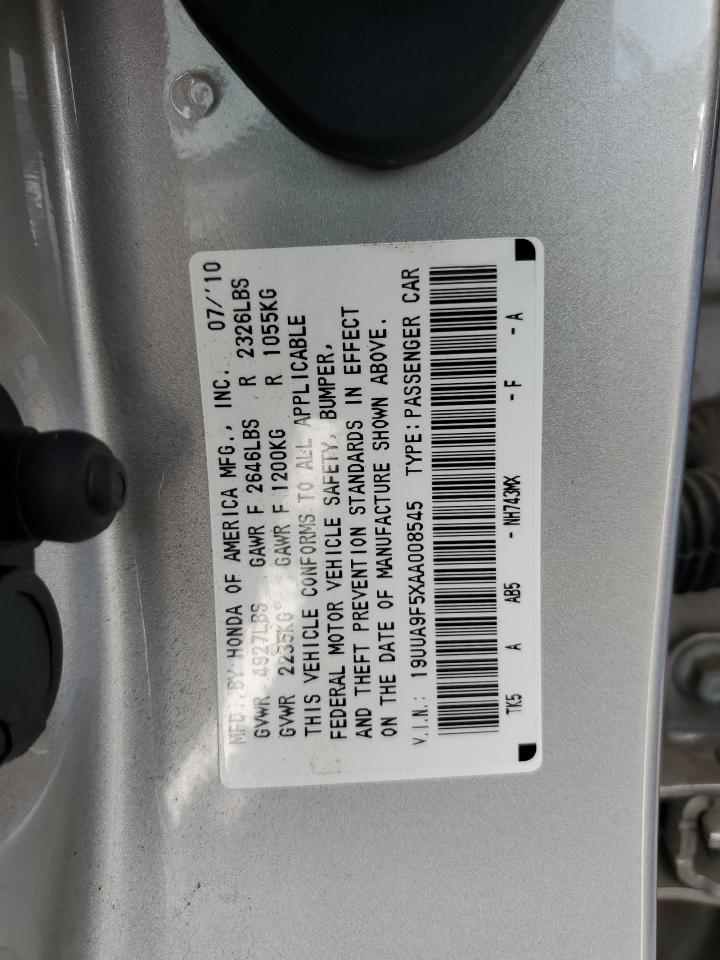 MFD. BY HONDA OF AMERICA MFG., INC. 07/'10
GVWR 4927LBS GAWR F 2646LBS R 2326LBS
GVWR 2235KG GAWR F 1200KG R 1055KG
THIS VEHICLE CONFORMS TO ALL APPLICABLE
FEDERAL MOTOR VEHICLE SAFETY, BUMPER,
AND THEFT PREVENTION STANDARDS IN EFFECT
ON THE DATE OF MANUFACTURE SHOWN ABOVE.
V.I.N.: 19UUA9F5XAA008545 TYPE: PASSENGER CAR
TK5 A AB5 - NH743MX - F - A